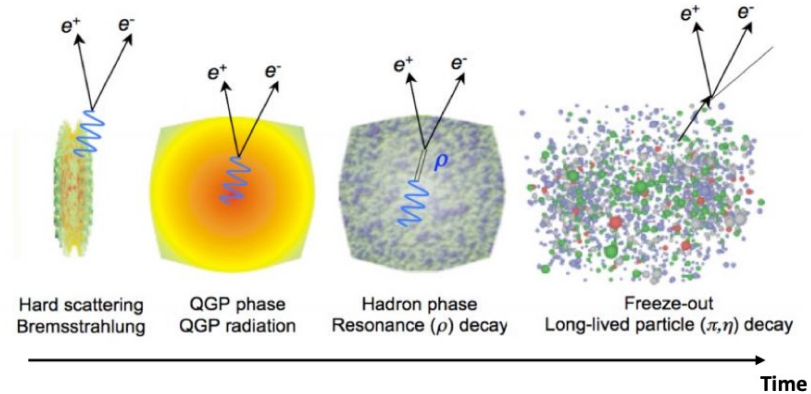 e+ e-
e+ e-
e+ e-
ρ
e+ e-
Hard scattering
Bremsstrahlung
QGP phase
QGP radiation
Hadron phase
Resonance (ρ) decay
Freeze-out
Long-lived particle (π,η) decay
Time